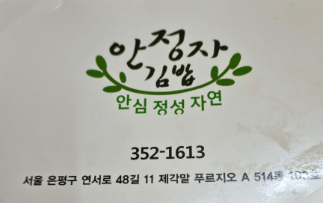 안정자
김밥
안심 정성 자연
352-1613
서울 은평구 연서로 48길 11 제각말 푸르지오 A 514동